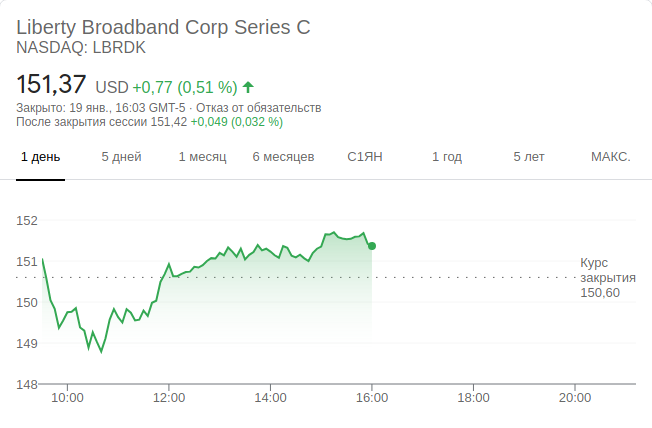 Liberty Broadband Corp Series C
NASDAQ: LBRDK
151,37 USD +0,77 (0,51 %)
Закрыто: 19 янв., 16:03 GMT-5 · Отказ от обязательств
После закрытия сессии 151,42 +0,049 (0,032 %)
1 день 5 дней 1 месяц 6 месяцев С1ЯН 1 год 5 лет МАКС.
152
151
150
149
148
Курс
закрытия
150,60
10:00 12:00 14:00 16:00 18:00 20:00